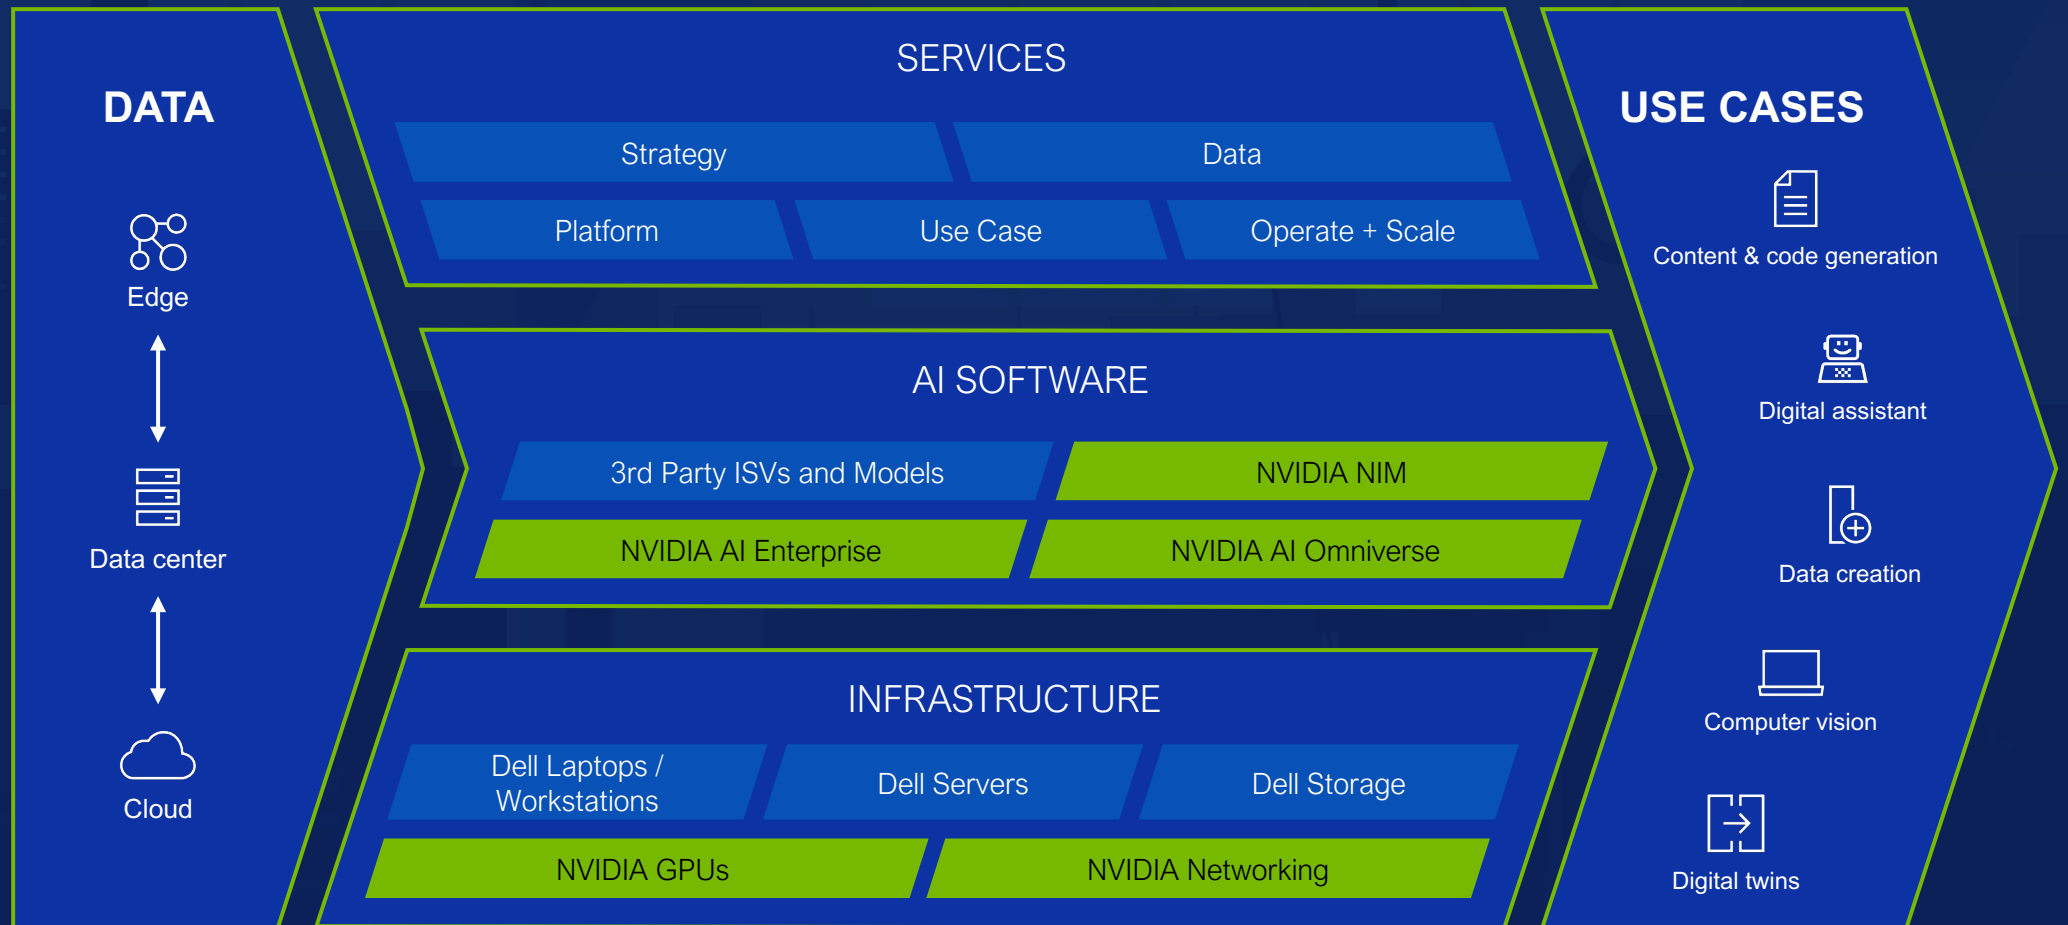 DATA
Edge
Data center
Cloud
SERVICES
Strategy
Data
Platform
Use Case
Operate + Scale
AI SOFTWARE
3rd Party ISVs and Models
NVIDIA NIM
NVIDIA AI Enterprise
NVIDIA AI Omniverse
INFRASTRUCTURE
Dell Laptops /
Workstations
Dell Servers
Dell Storage
NVIDIA GPUs
NVIDIA Networking
USE CASES
Content & code generation
Digital assistant
Data creation
Computer vision
Digital twins